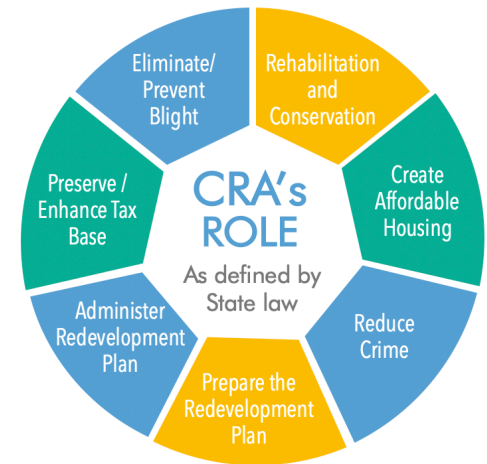 CRA's
ROLE
As defined by
State law
Rehabilitation
and
Conservation
Create
Affordable
Housing
Reduce
Crime
Prepare the
Redevelopment
Plan
Administer
Redevelopment
Plan
Preserve /
Enhance Tax
Base
Eliminate/
Prevent
Blight